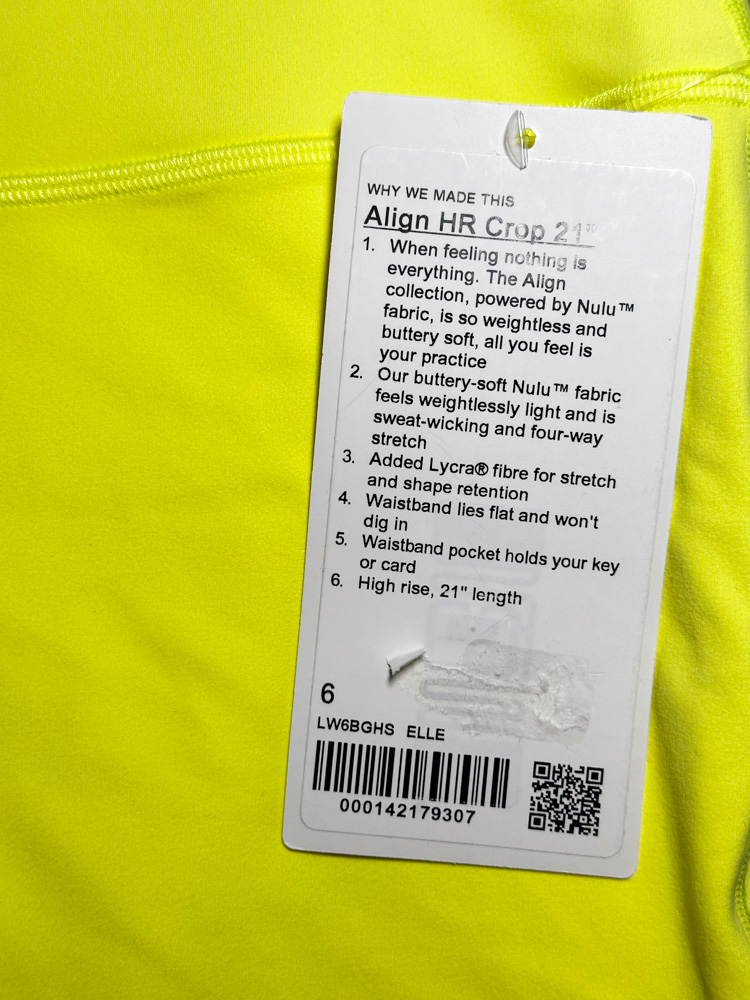 WHY WE MADE THIS
Align HR Crop 21"
1. When feeling nothing is
everything. The Align
collection, powered by Nulu™
fabric, is so weightless and
buttery soft, all you feel is
your practice
2. Our buttery-soft Nulu™ fabric
feels weightlessly light and is
sweat-wicking and four-way
stretch
3. Added Lycra® fibre for stretch
and shape retention
4. Waistband lies flat and won't
dig in
5. Waistband pocket holds your key
or card
6. High rise, 21" length
6
LW6BGHS ELLE
000142179307